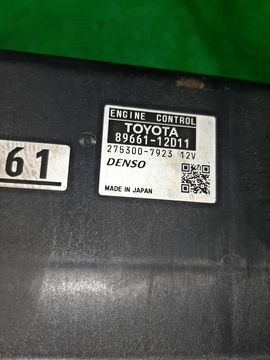 ENGINE CONTROL
TOYOTA
89661-12D11
275300-7923 12V
DENSO
MADE IN JAPAN
61